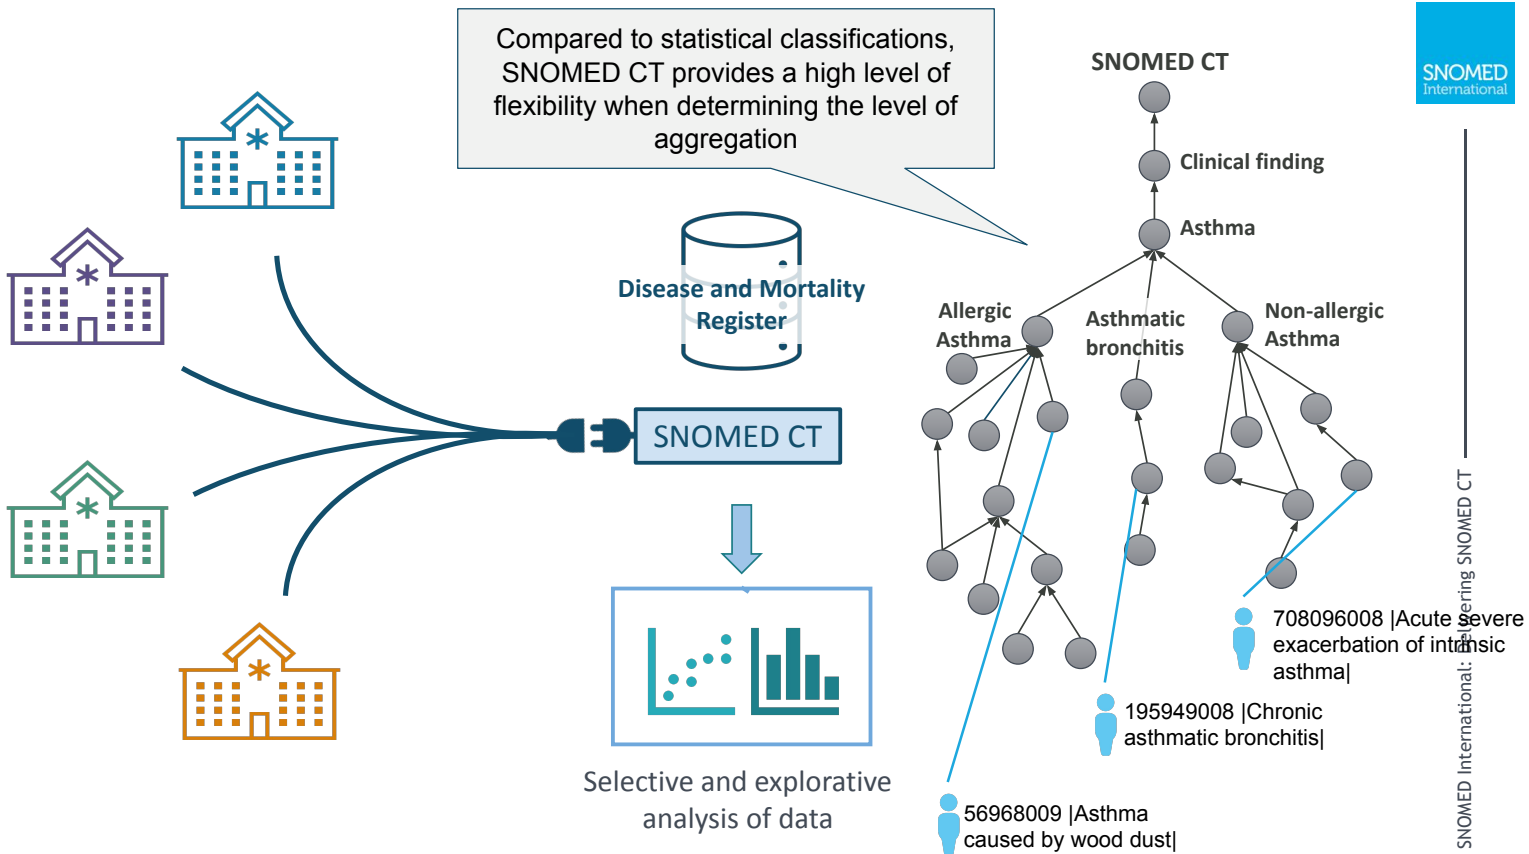 Compared to statistical classifications,
SNOMED CT provides a high level of
flexibility when determining the level of
aggregation
SNOMED CT
SNOMED
International
Clinical finding
Asthma
Disease and Mortality
Register
Allergic
Asthma
Asthmatic
bronchitis
Non-allergic
Asthma
SNOMED CT
Selective and explorative
analysis of data
708096008 |Acute severe
exacerbation of intrinsic
asthma|
195949008 |Chronic
asthmatic bronchitis|
56968009 |Asthma
caused by wood dust|
SNOMED International: Delivering SNOMED CT